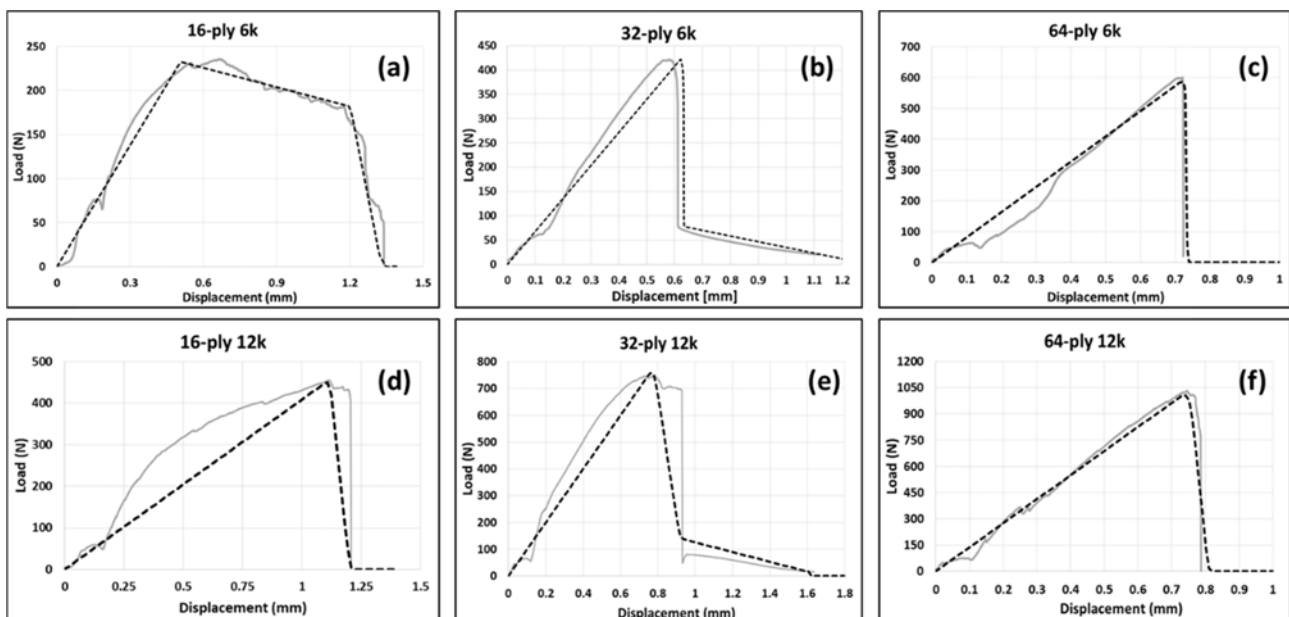 16-ply 6k
(a)
Load (N)
250
200
150
100
50
0
0 0.3 0.6 0.9 1.2 1.5
Displacement (mm)
32-ply 6k
(b)
Load (N)
450
400
350
300
250
200
150
100
50
0
0 0.1 0.2 0.3 0.4 0.5 0.6 0.7 0.8 0.9 1 1.1 1.2
Displacement [mm]
64-ply 6k
(c)
Load (N)
700
600
500
400
300
200
100
0
0 0.1 0.2 0.3 0.4 0.5 0.6 0.7 0.8 0.9 1
Displacement (mm)
16-ply 12k
(d)
Load (N)
500
400
300
200
100
0
0 0.25 0.5 0.75 1 1.25 1.5
Displacement (mm)
32-ply 12k
(e)
Load (N)
800
700
600
500
400
300
200
100
0
0 0.2 0.4 0.6 0.8 1 1.2 1.4 1.6 1.8
Displacement (mm)
64-ply 12k
(f)
Load (N)
1200
1050
900
750
600
450
300
150
0
0 0.1 0.2 0.3 0.4 0.5 0.6 0.7 0.8 0.9 1
Displacement (mm)